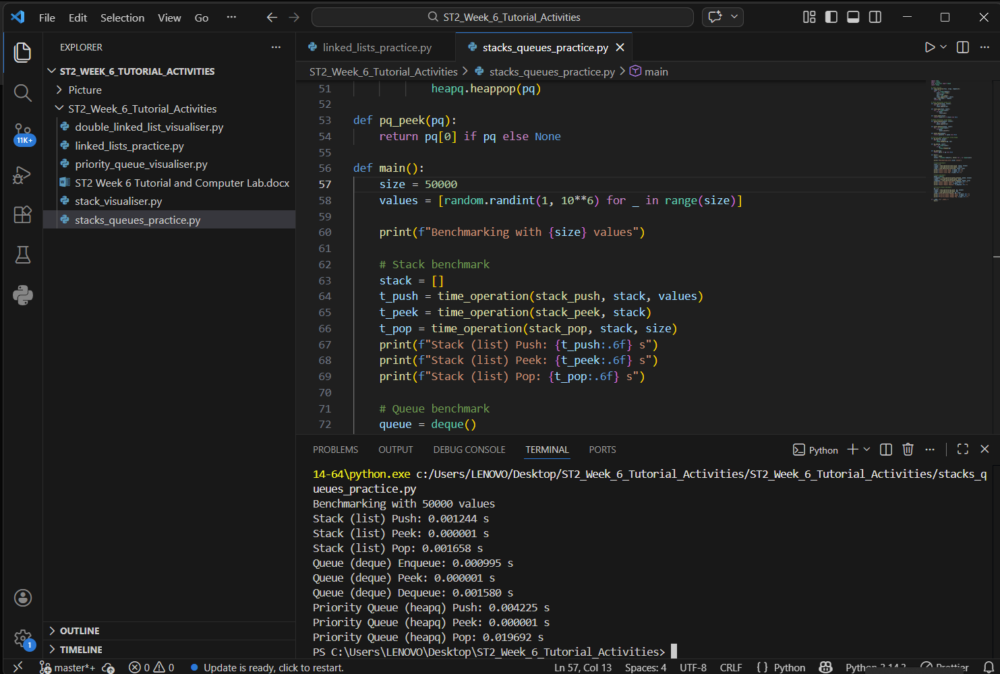 File Edit Selection View Go ··· ST2_Week_6_Tutorial_Activities
EXPLORER
ST2_WEEK_6_TUTORIAL_ACTIVITIES
Picture
ST2_Week_6_Tutorial_Activities
double_linked_list_visualiser.py
linked_lists_practice.py
priority_queue_visualiser.py
ST2 Week 6 Tutorial and Computer Lab.docx
stack_visualiser.py
stacks_queues_practice.py
11K+
OUTLINE
TIMELINE
1
linked_lists_practice.py stacks_queues_practice.py
ST2_Week_6_Tutorial_Activities > stacks_queues_practice.py > main
51 heapq.heappop(pq)
52
53 def pq_peek(pq):
54 return pq[0] if pq else None
55
56 def main():
57 size = 50000
58 values = [random.randint(1, 10**6) for _ in range(size)]
59
60 print(f"Benchmarking with {size} values")
61
62 # Stack benchmark
63 stack = []
64 t_push = time_operation(stack_push, stack, values)
65 t_peek = time_operation(stack_peek, stack)
66 t_pop = time_operation(stack_pop, stack, size)
67 print(f"Stack (list) Push: {t_push:.6f} s")
68 print(f"Stack (list) Peek: {t_peek:.6f} s")
69 print(f"Stack (list) Pop: {t_pop:.6f} s")
70
71 # Queue benchmark
72 queue = deque()
PROBLEMS OUTPUT DEBUG CONSOLE TERMINAL PORTS Python
14-64\python.exe c:/Users/LENOVO/Desktop/ST2_Week_6_Tutorial_Activities/ST2_Week_6_Tutorial_Activities/stacks_q
ueues_practice.py
Benchmarking with 50000 values
Stack (list) Push: 0.001244 s
Stack (list) Peek: 0.000001 s
Stack (list) Pop: 0.001658 s
Queue (deque) Enqueue: 0.000995 s
Queue (deque) Peek: 0.000001 s
Queue (deque) Dequeue: 0.001580 s
Priority Queue (heapq) Push: 0.004225 s
Priority Queue (heapq) Peek: 0.000001 s
Priority Queue (heapq) Pop: 0.019692 s
PS C:\Users\LENOVO\Desktop\ST2_Week_6_Tutorial_Activities>
master*+ 0 0 Update is ready, click to restart. Ln 57, Col 13 Spaces: 4 UTF-8 CRLF {} Python Python Prettier